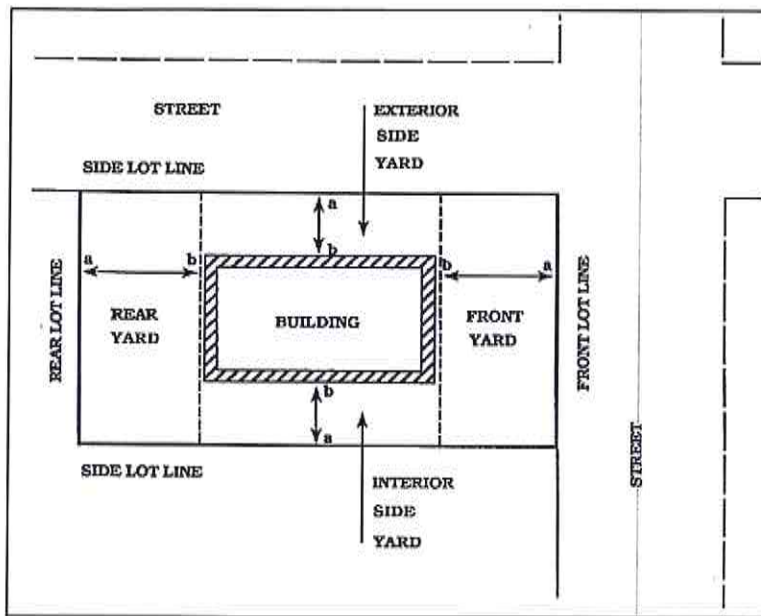 STREET
EXTERIOR
SIDE
YARD
SIDE LOT LINE
a
b
a
b
b
a
REAR LOT LINE
REAR
YARD
BUILDING
FRONT
YARD
FRONT LOT LINE
b
a
SIDE LOT LINE
INTERIOR
SIDE
YARD
STREET